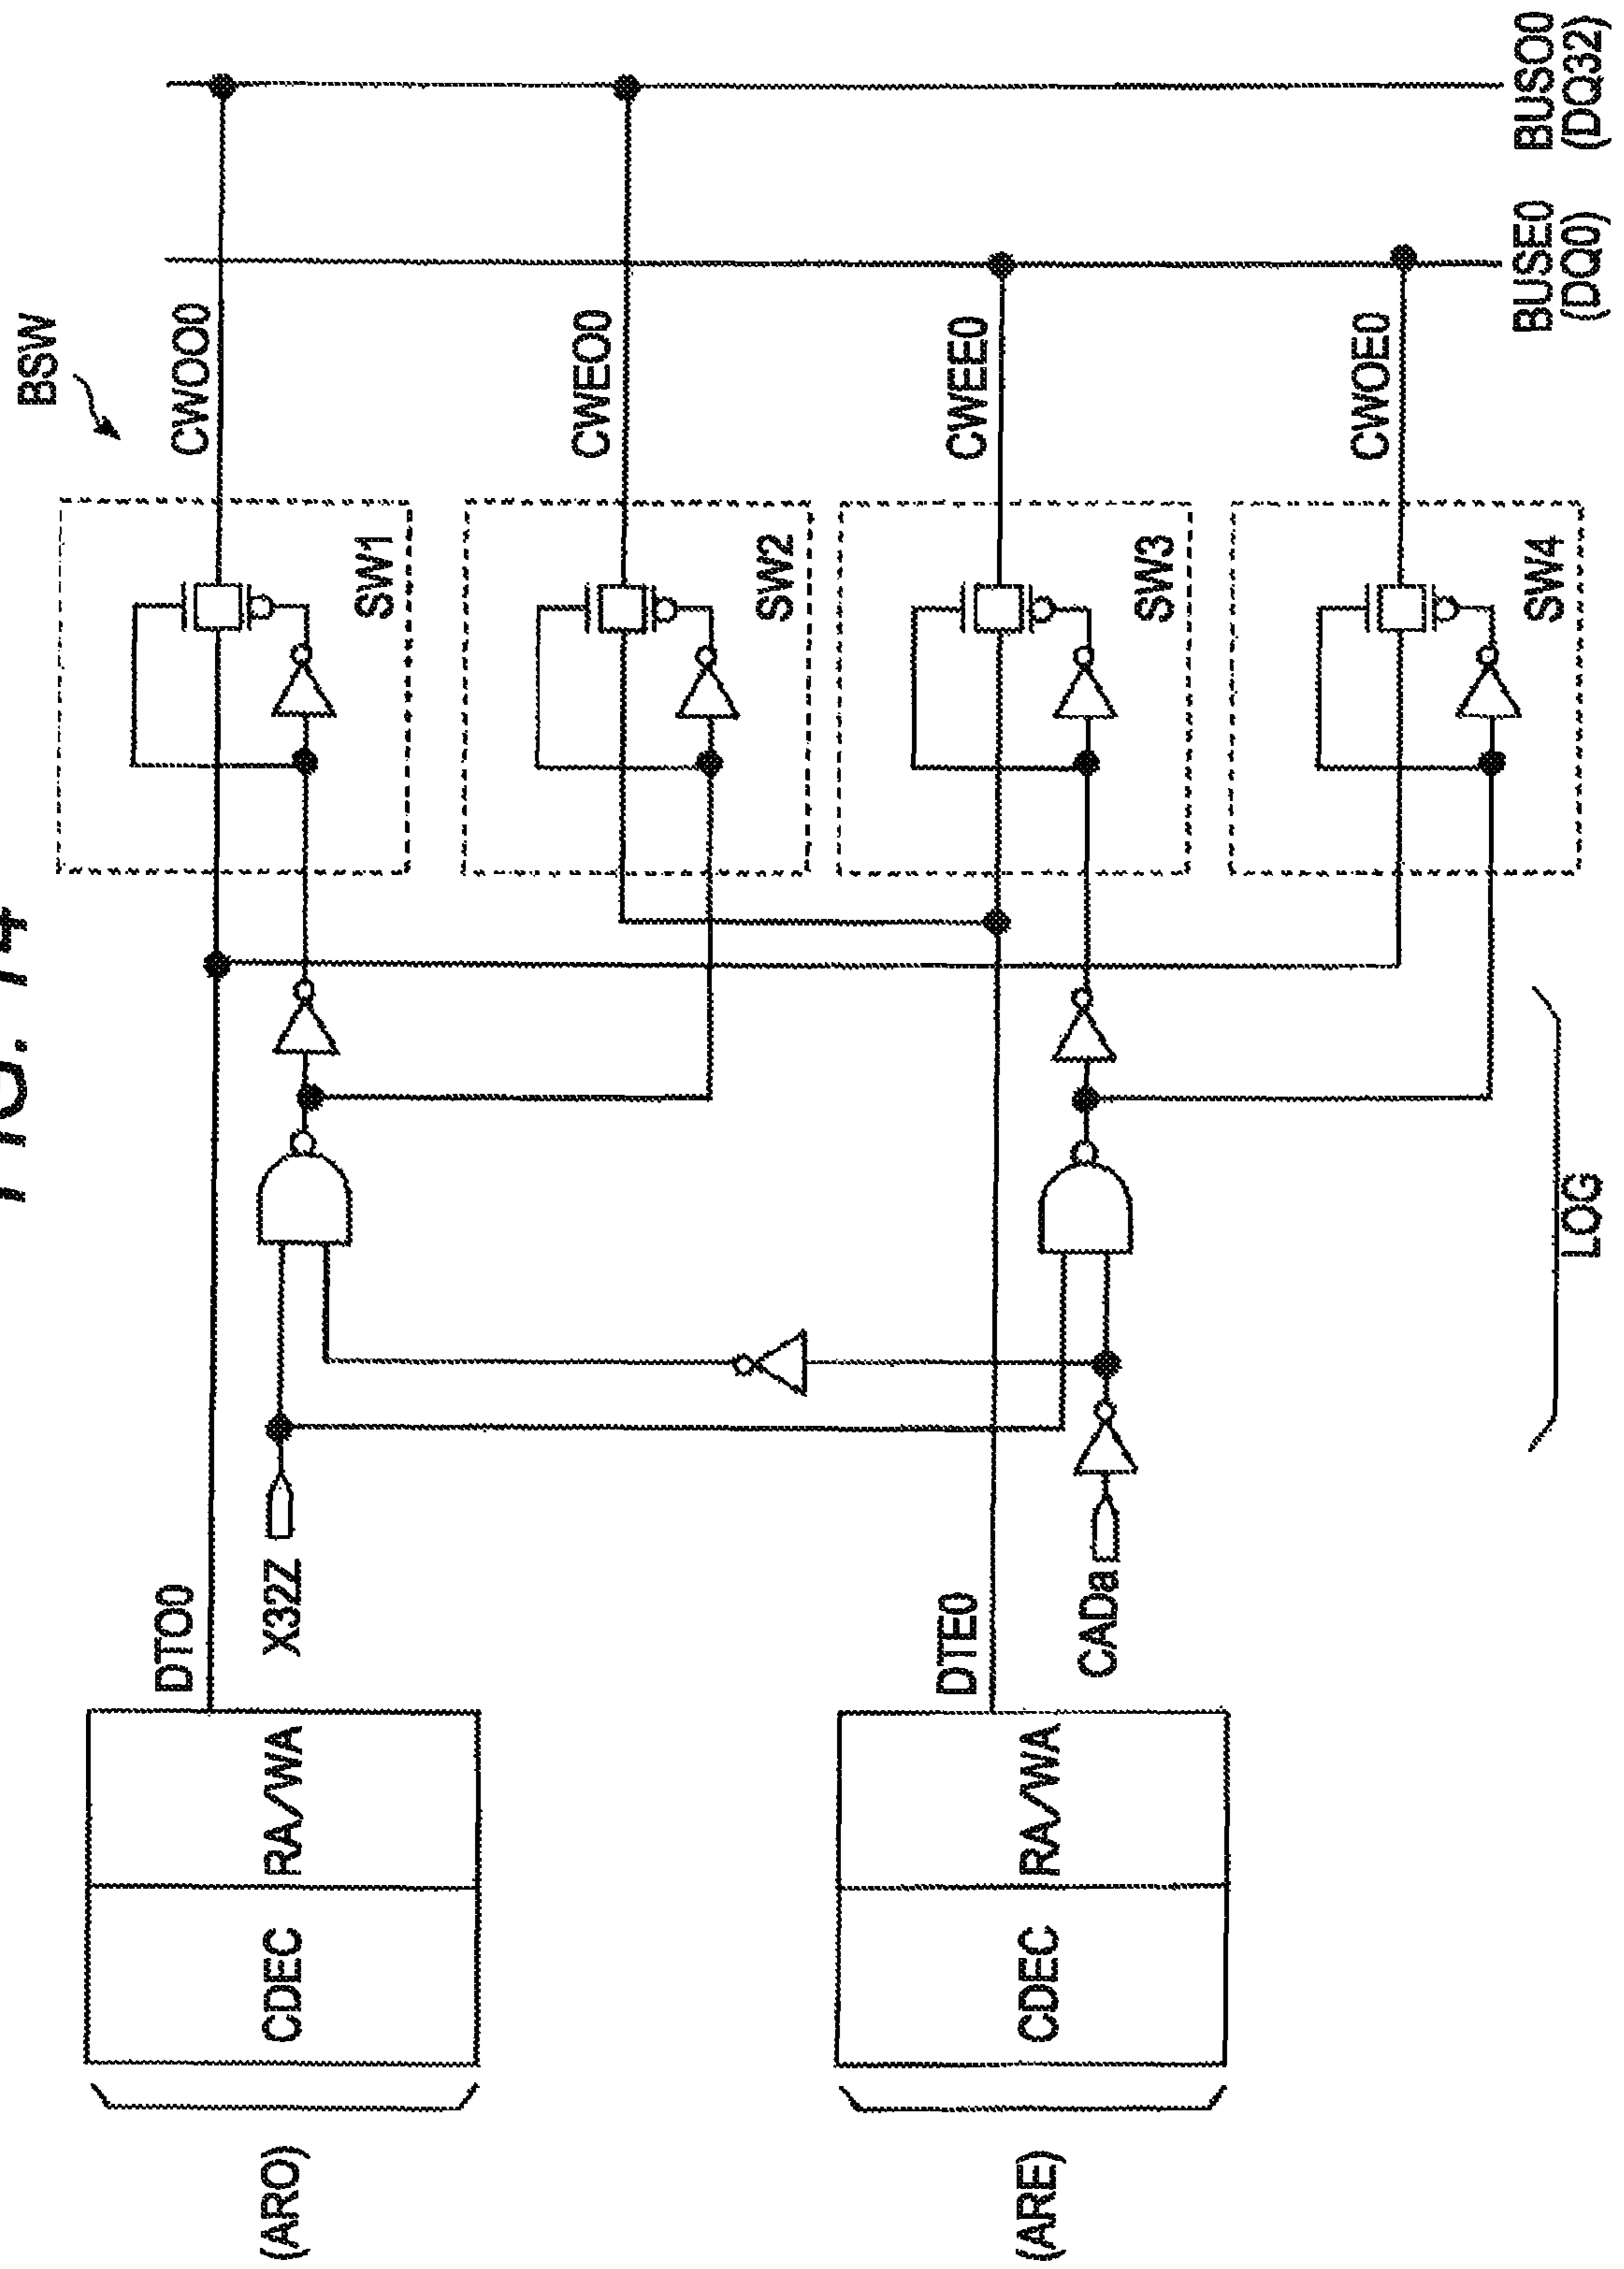 FIG. 14
BSW
DTO0
CWOO0
(ARO)
CDEC
RA/WA
X32Z
SW1
CWEO0
SW2
DTE0
CWEE0
(ARE)
CDEC
RA/WA
CADa
SW3
CWOE0
SW4
LOG
BUSE0
(DQ0)
BUSO0
(DQ32)